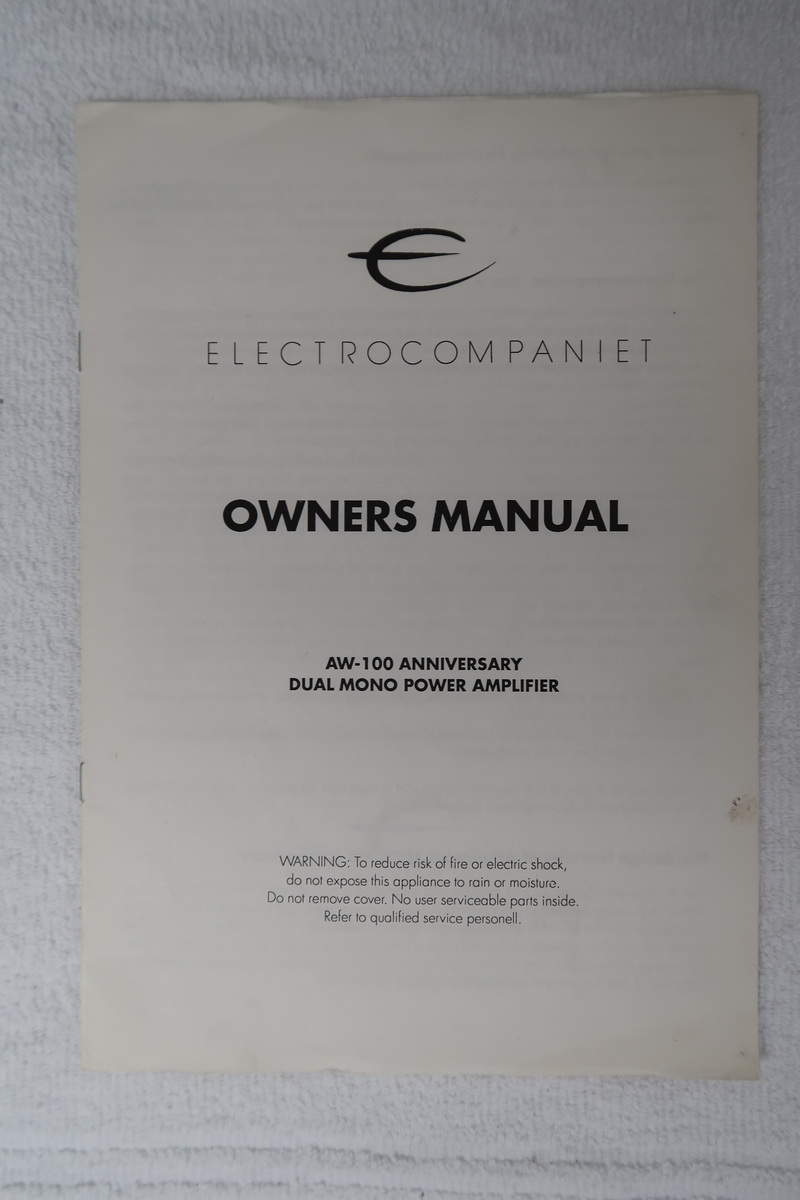 ELECTROCOMPANIET
OWNERS MANUAL
AW-100 ANNIVERSARY
DUAL MONO POWER AMPLIFIER
WARNING: To reduce risk of fire or electric shock,
do not expose this appliance to rain or moisture.
Do not remove cover. No user serviceable parts inside.
Refer to qualified service personell.